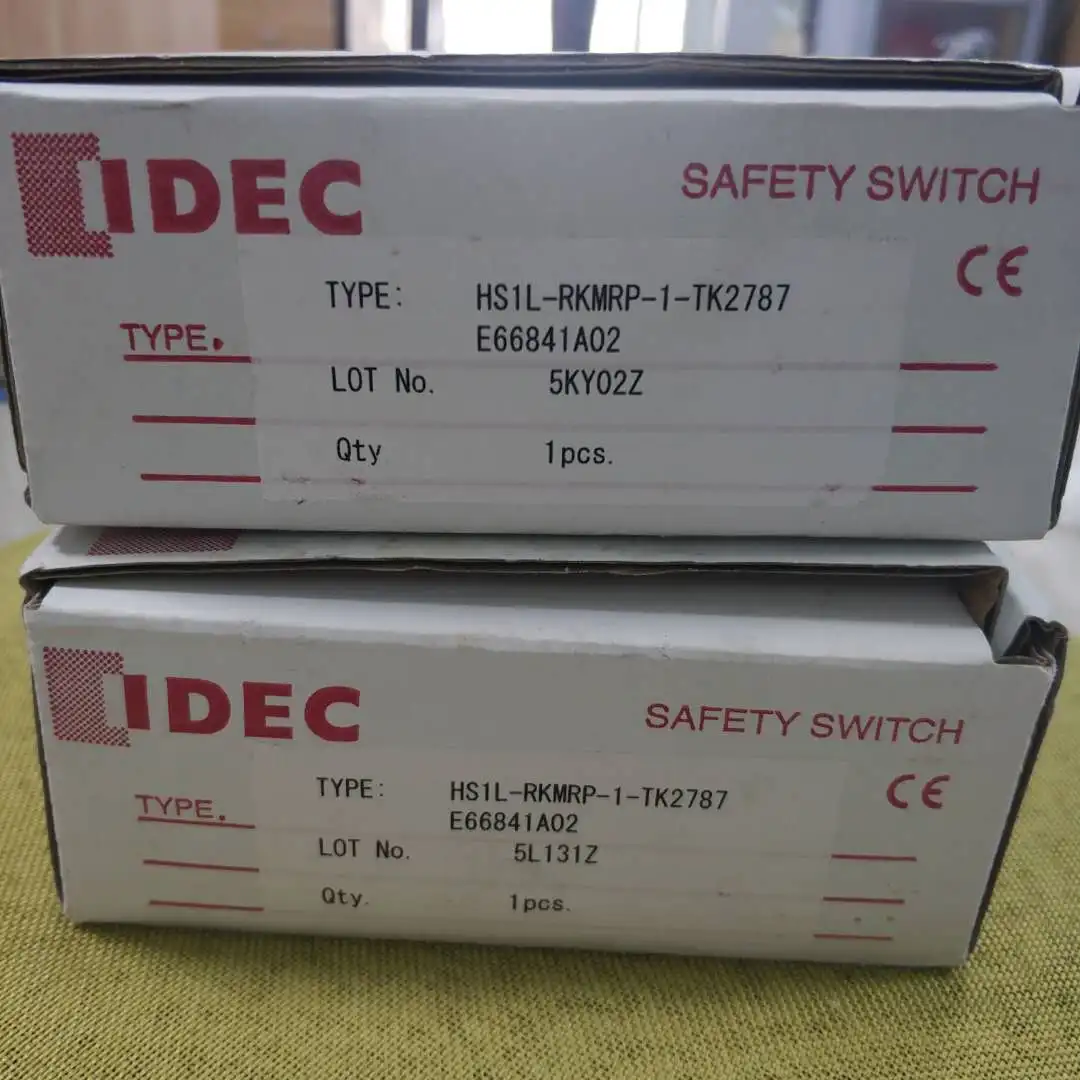 IDEC
SAFETY SWITCH
CE
TYPE: HS1L-RKMRP-1-TK2787
TYPE.
E66841A02
LOT No. 5KY02Z
Qty 1pcs.
IDEC
SAFETY SWITCH
CE
TYPE: HS1L-RKMRP-1-TK2787
TYPE.
E66841A02
LOT No. 5L131Z
Qty. 1pcs.